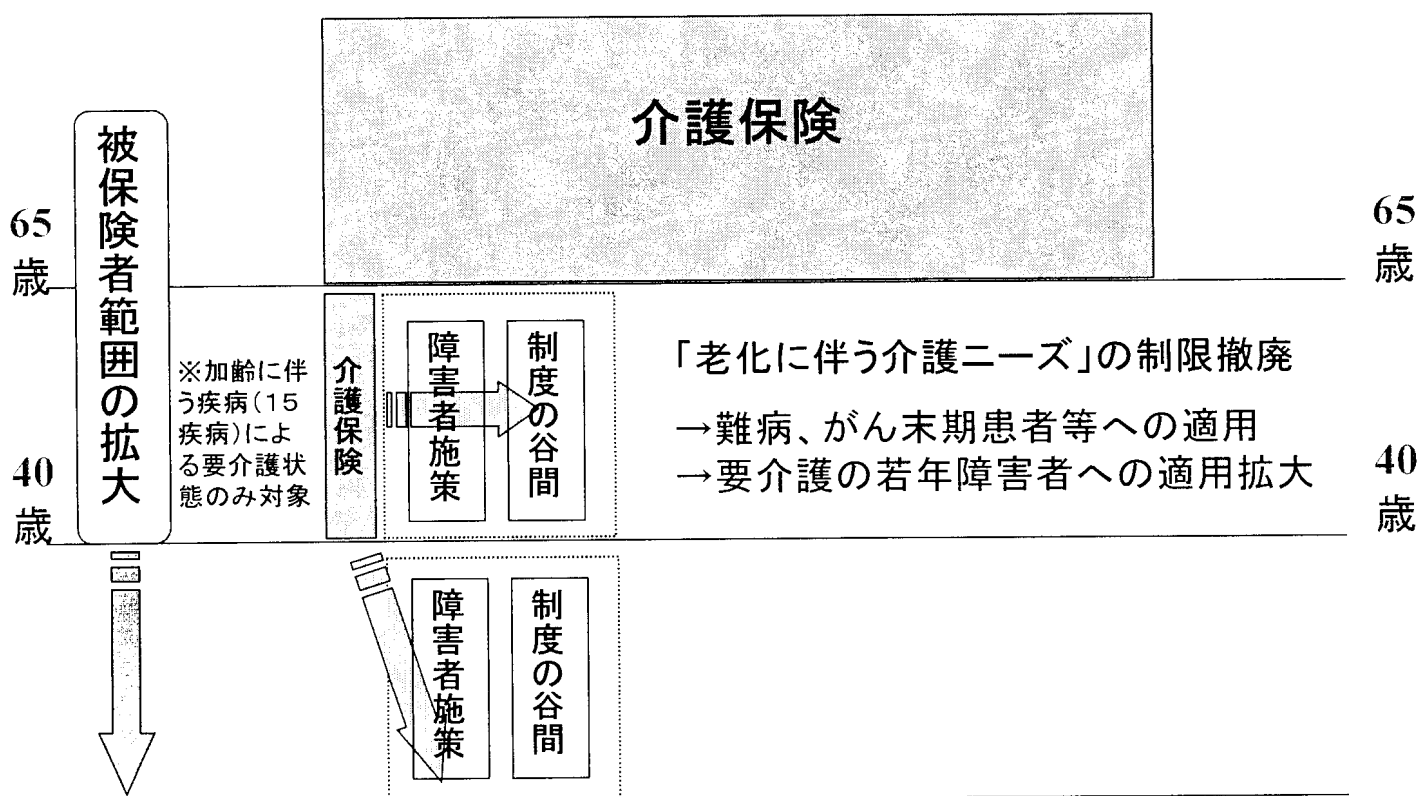 介護保険
被保険者範囲の拡大
65
歳
65
歳
※加齢に伴
う疾病(15
疾病)によ
る要介護状
態のみ対象
介護保険
障害者施策
制度の谷間
「老化に伴う介護ニーズ」の制限撤廃
→難病、がん末期患者等への適用
→要介護の若年障害者への適用拡大
40
歳
40
歳
障害者施策
制度の谷間